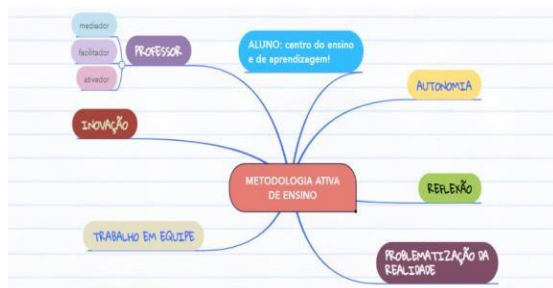 mediador
facilitador
ativador
PROFESSOR
ALUNO: centro do ensino
e de aprendizagem!
AUTONOMIA
INOVAÇÃO
METODOLOGIA ATIVA
DE ENSINO
REFLEXÃO
TRABALHO EM EQUIPE
PROBLEMATIZAÇÃO DA
REALIDADE